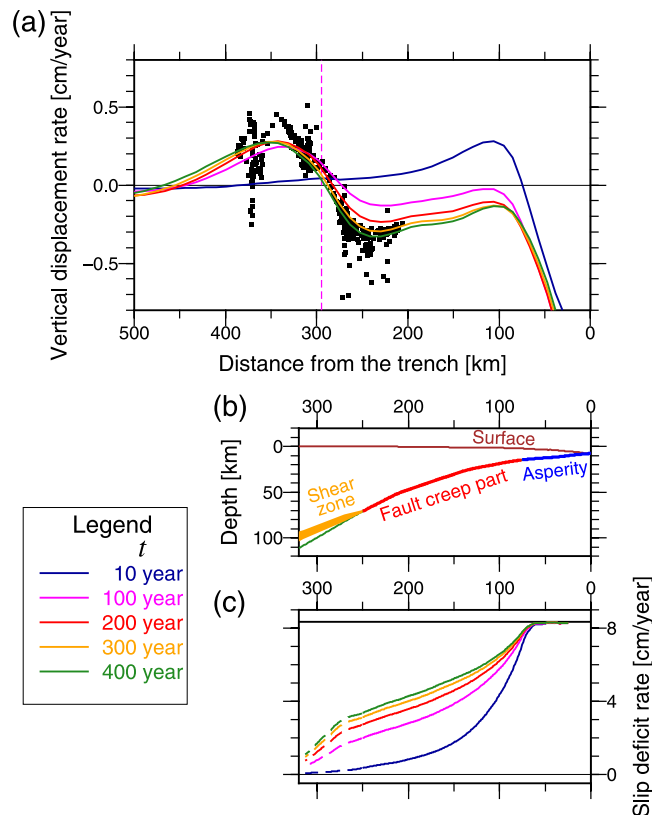 (a)
Vertical displacement rate [cm/year]
0.5
0.0
−0.5
500 400 300 200 100 0
Distance from the trench [km]
(b)
300 200 100 0
Depth [km]
0
50
100
Surface
Asperity
Fault creep part
Shear
zone
Legend
t
10 year
100 year
200 year
300 year
400 year
(c)
300 200 100 0
8
4
0
Slip deficit rate [cm/year]